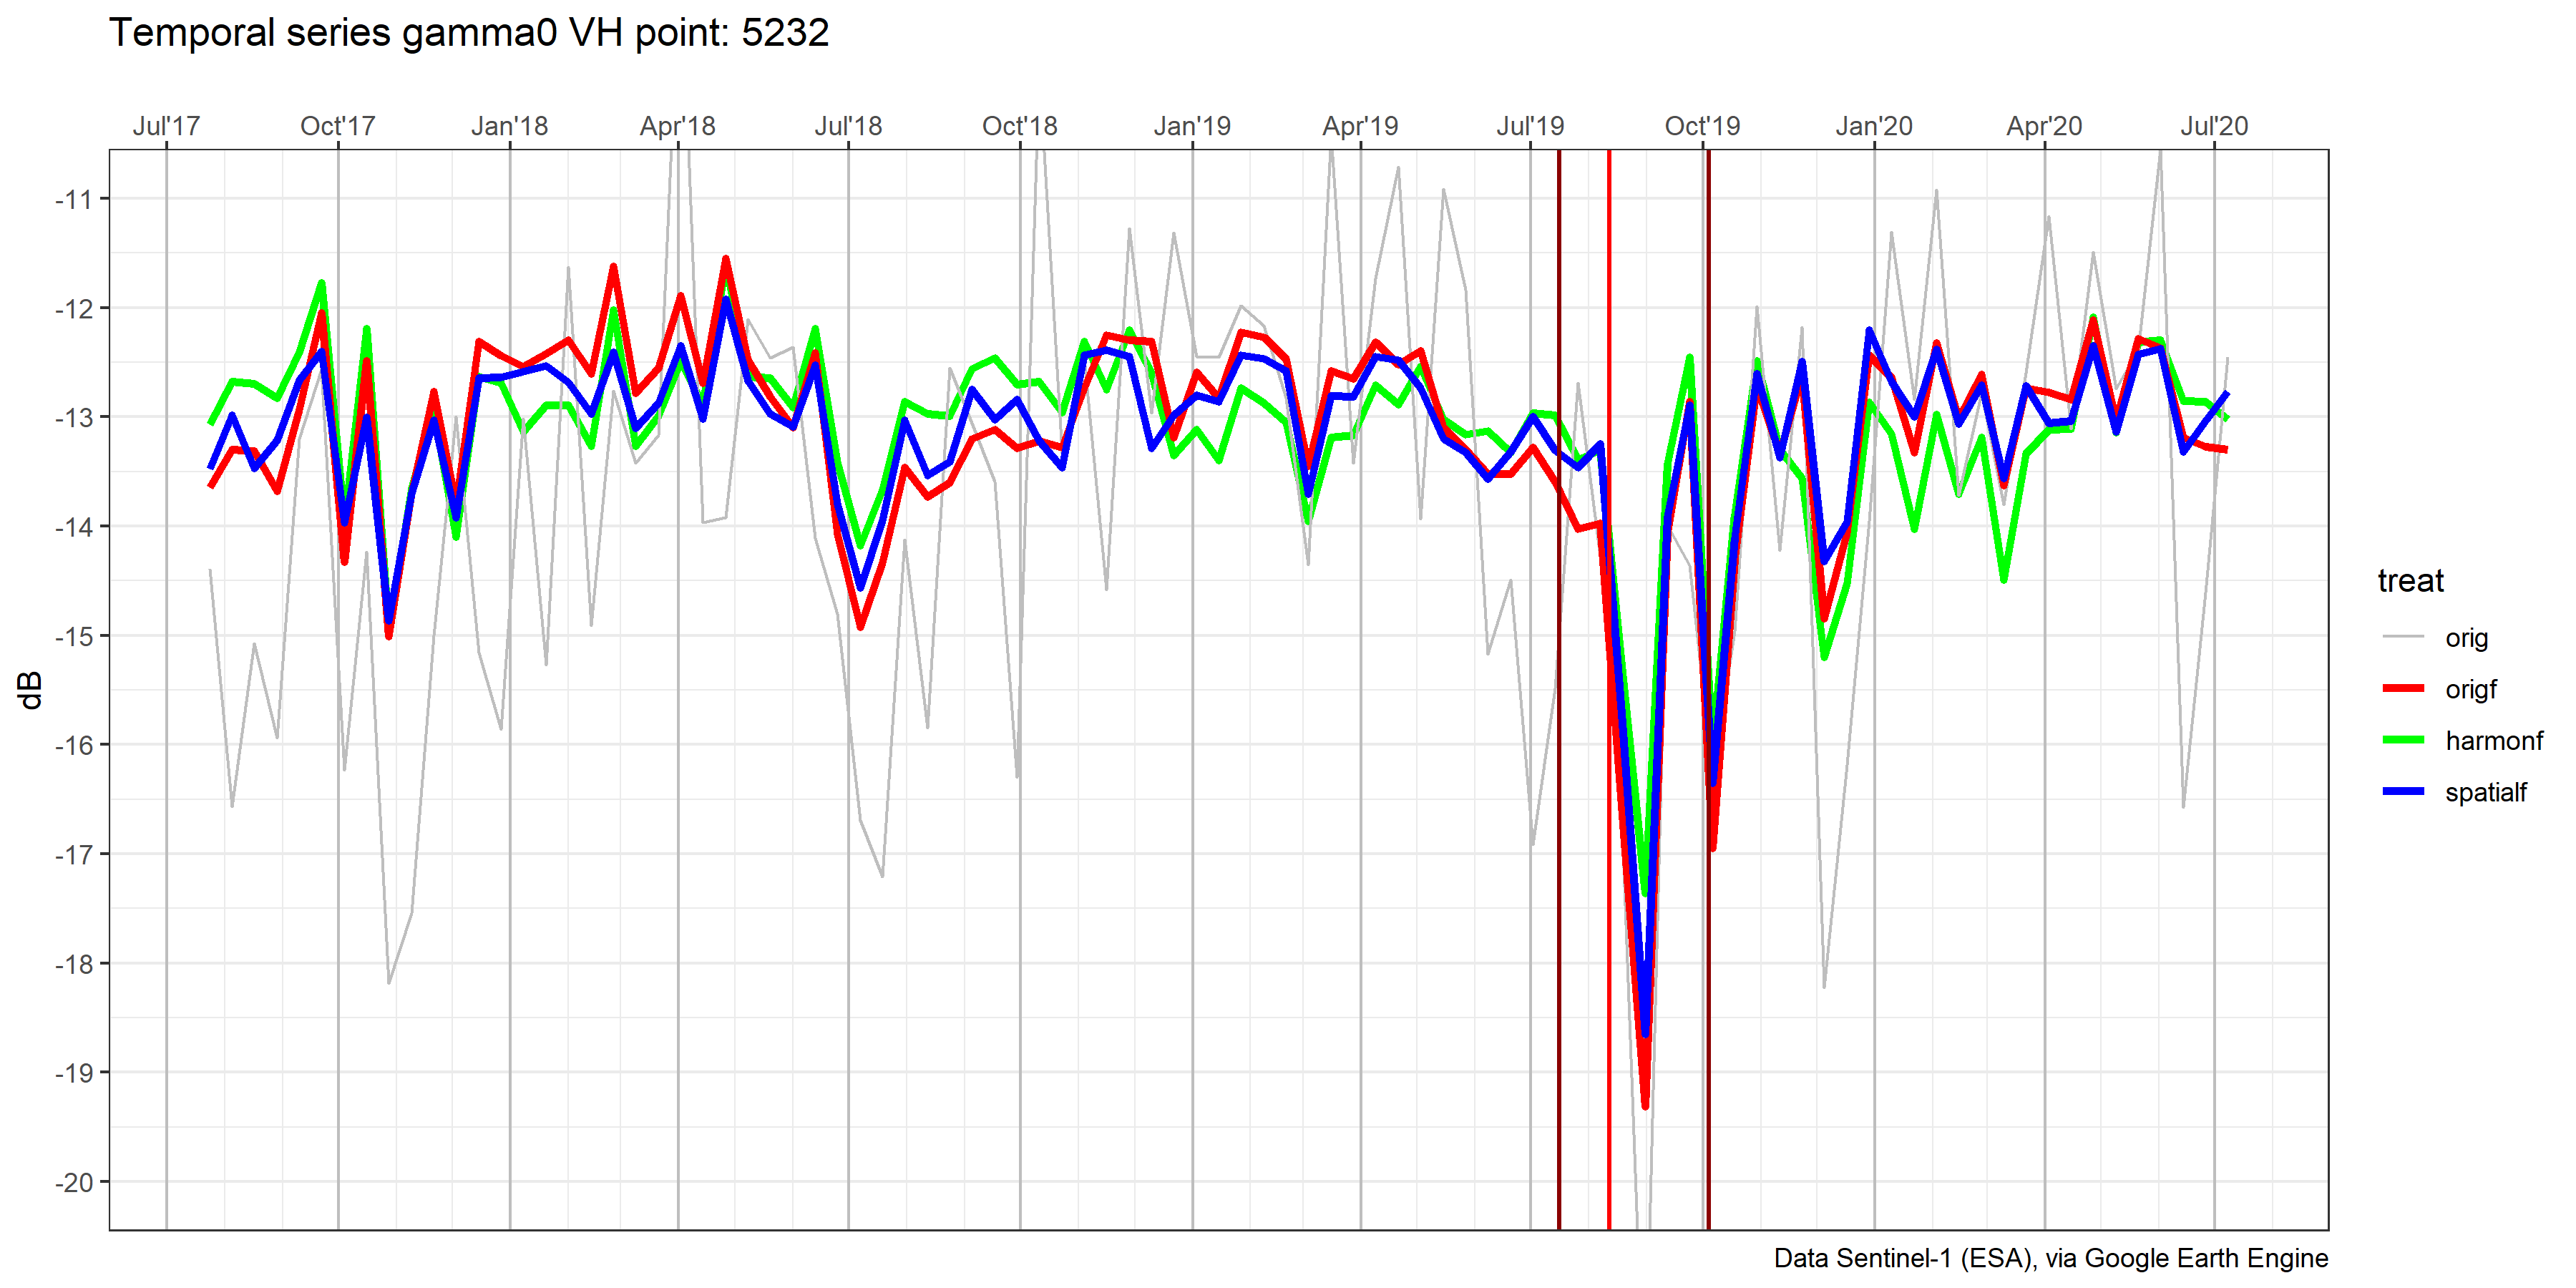 Temporal series gamma0 VH point: 5232
Jul'17 Oct'17 Jan'18 Apr'18 Jul'18 Oct'18 Jan'19 Apr'19 Jul'19 Oct'19 Jan'20 Apr'20 Jul'20
-11
-12
-13
-14
-15
-16
-17
-18
-19
-20
dB
treat
orig
origf
harmonf
spatialf
Data Sentinel-1 (ESA), via Google Earth Engine